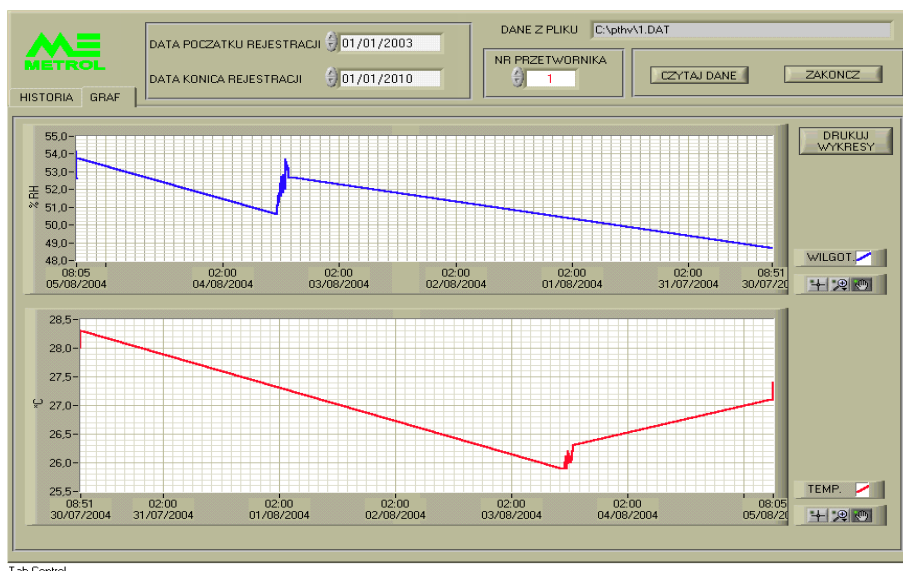 METROL
DATA POCZATKU REJESTRACJI 01/01/2003
DATA KONICA REJESTRACJI 01/01/2010
DANE Z PLIKU C:\pthv\1.DAT
NR PRZETWORNIKA
1
CZYTAJ DANE
ZAKONCZ
HISTORIA GRAF
DRUKUJ
WYKRESY
55,0
54,0
53,0
52,0
51,0
50,0
49,0
48,0
%RH
08:05 02:00 02:00 02:00 02:00 02:00 08:51
05/08/2004 04/08/2004 03/08/2004 02/08/2004 01/08/2004 31/07/2004 30/07/20
WILGOT.
28,5
28,0
27,5
27,0
26,5
26,0
25,5
°C
08:51 02:00 02:00 02:00 02:00 02:00 08:05
30/07/2004 31/07/2004 01/08/2004 02/08/2004 03/08/2004 04/08/2004 05/08/20
TEMP.
Tab Control